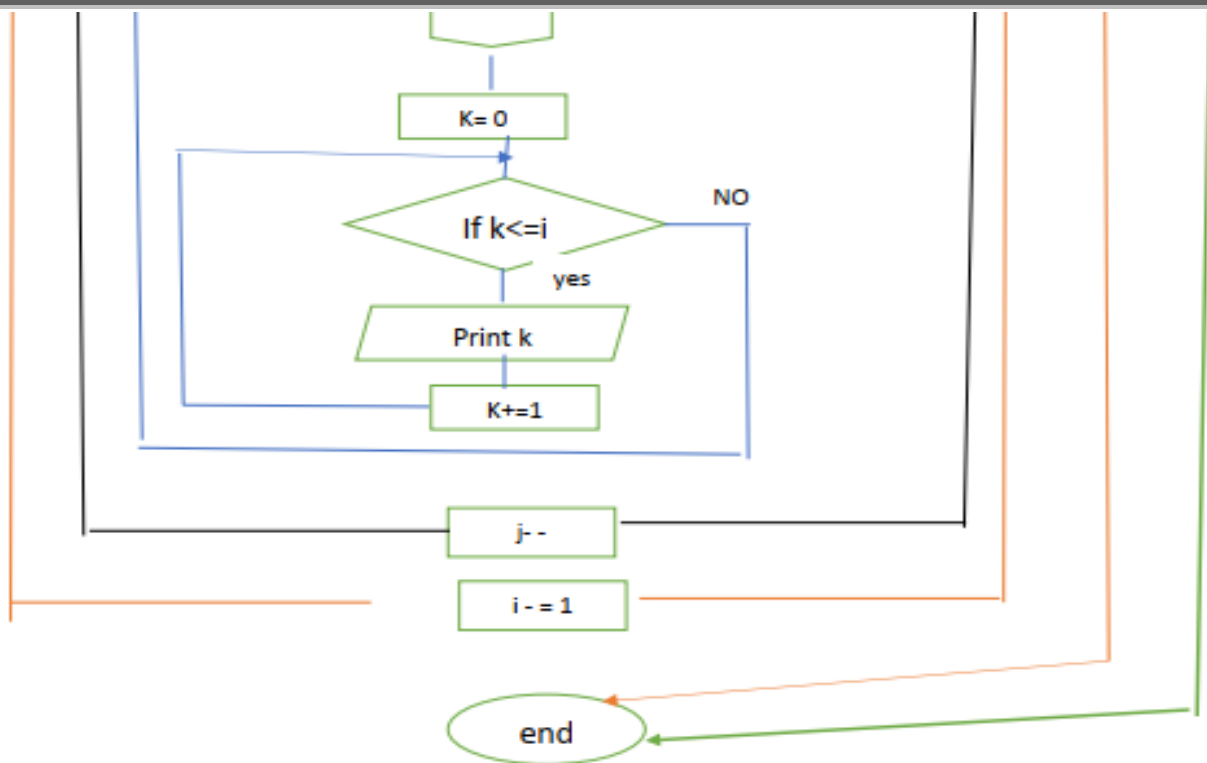 K= 0
NO
If k<=i
yes
Print k
K+=1
j- -
i - = 1
end